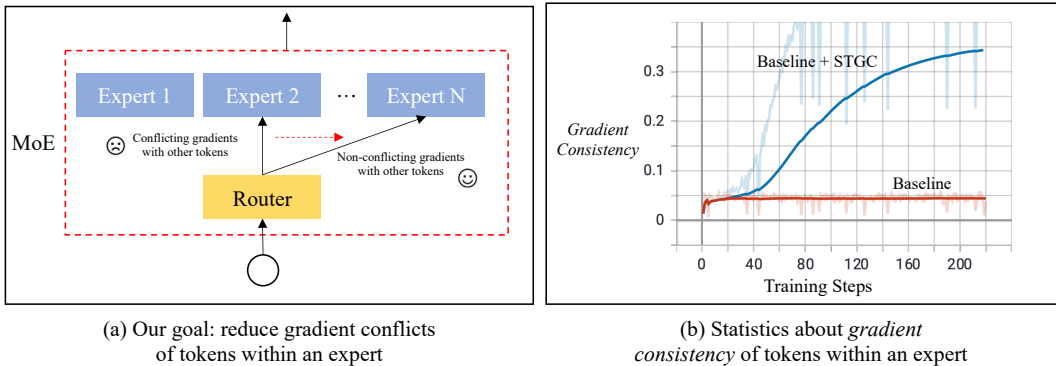 MoE
Expert 1
Expert 2
...
Expert N
Conflicting gradients
with other tokens
Non-conflicting gradients
with other tokens
Router
(a) Our goal: reduce gradient conflicts
of tokens within an expert
Gradient
Consistency
Baseline + STGC
Baseline
0.3
0.2
0.1
0
0
40
80
120
160
200
Training Steps
(b) Statistics about gradient
consistency of tokens within an expert